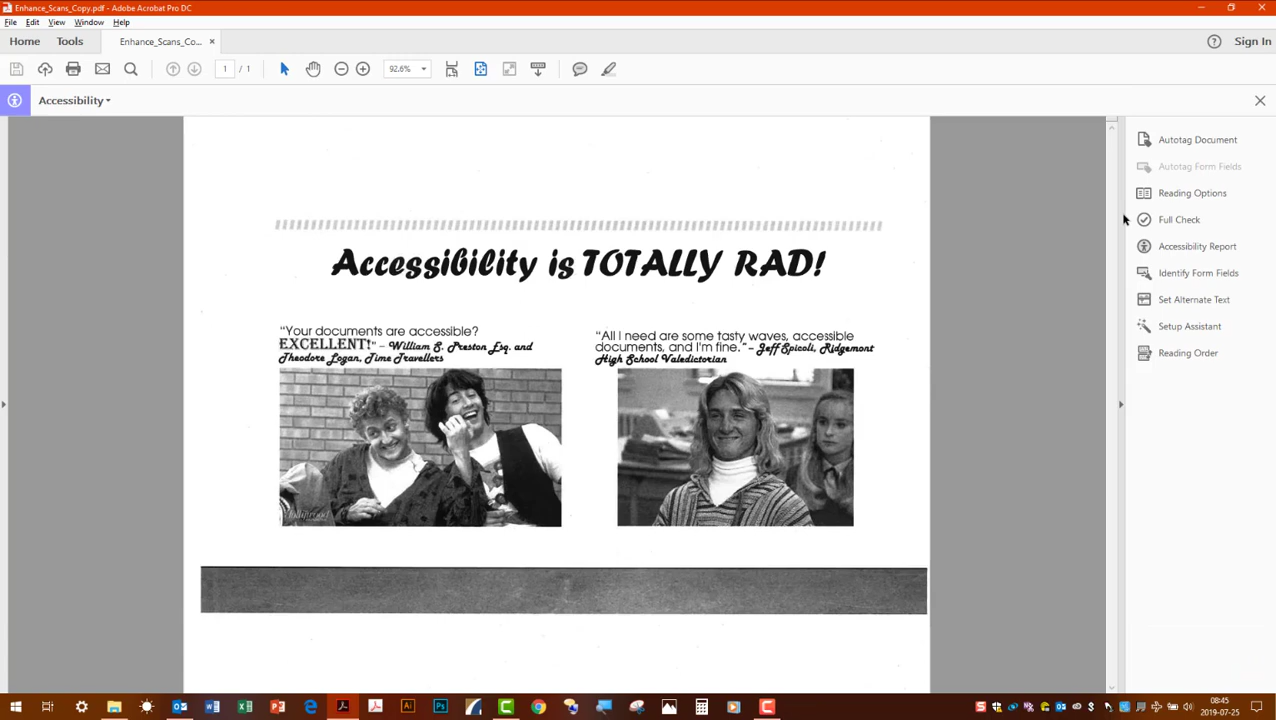 Enhance_Scans_Copy.pdf - Adobe Acrobat Pro DC
File Edit View Window Help
Home Tools Enhance_Scans_Co... × Sign In
1 / 1 92.6%
Accessibility
Accessibility is TOTALLY RAD!
"Your documents are accessible?
EXCELLENT!" – William S. Preston Esq. and
Theodore Logan, Time Travellers
"All I need are some tasty waves, accessible
documents, and I'm fine." – Jeff Spicoli, Ridgemont
High School Valedictorian
Autotag Document
Autotag Form Fields
Reading Options
Full Check
Accessibility Report
Identify Form Fields
Set Alternate Text
Setup Assistant
Reading Order
08:45
2019-07-25